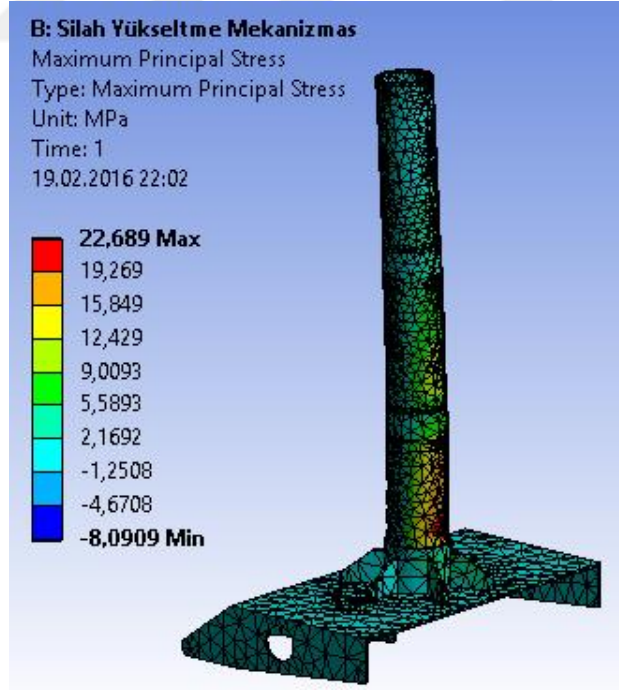 B: Silah Yükseltme Mekanizmas
Maximum Principal Stress
Type: Maximum Principal Stress
Unit: MPa
Time: 1
19.02.2016 22:02
22,689 Max
19,269
15,849
12,429
9,0093
5,5893
2,1692
-1,2508
-4,6708
-8,0909 Min